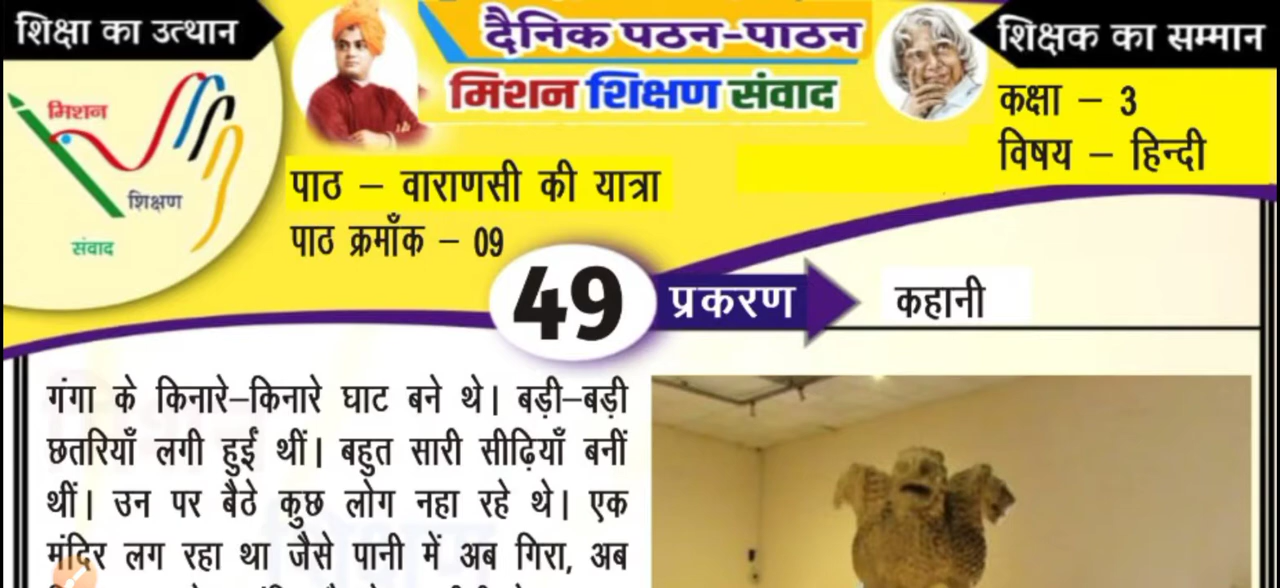 शिक्षा का उत्थान
दैनिक पठन-पाठन
शिक्षक का सम्मान
मिशन शिक्षण संवाद
कक्षा – 3
विषय – हिन्दी
मिशन
शिक्षण
संवाद
पाठ – वाराणसी की यात्रा
पाठ क्रमाँक – 09
49
प्रकरण
कहानी
गंगा के किनारे–किनारे घाट बने थे। बड़ी–बड़ी
छतरियाँ लगी हुईं थीं। बहुत सारी सीढ़ियाँ बनीं
थीं। उन पर बैठे कुछ लोग नहा रहे थे। एक
मंदिर लग रहा था जैसे पानी में अब गिरा, अब